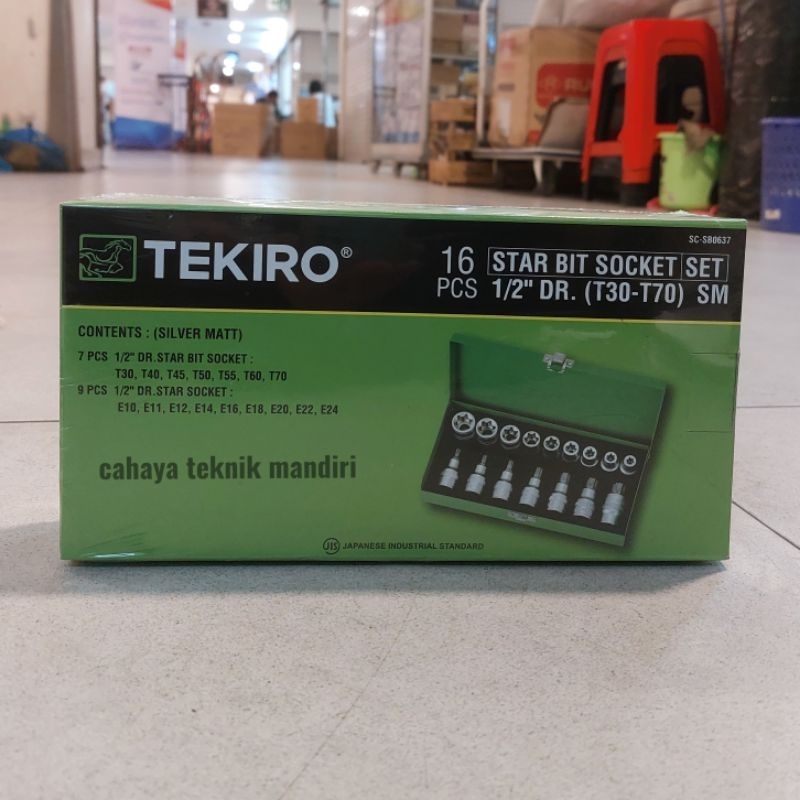 SC-SB0637
TEKIRO®
16 PCS STAR BIT SOCKET SET
1/2" DR. (T30-T70) SM
CONTENTS : (SILVER MATT)
7 PCS 1/2" DR.STAR BIT SOCKET :
T30, T40, T45, T50, T55, T60, T70
9 PCS 1/2" DR.STAR SOCKET :
E10, E11, E12, E14, E16, E18, E20, E22, E24
cahaya teknik mandiri
JIS JAPANESE INDUSTRIAL STANDARD